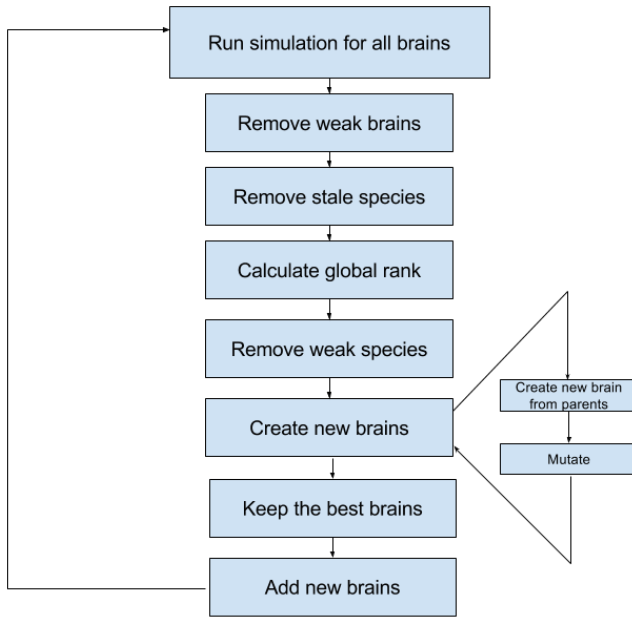 Run simulation for all brains
Remove weak brains
Remove stale species
Calculate global rank
Remove weak species
Create new brains
Create new brain
from parents
Mutate
Keep the best brains
Add new brains